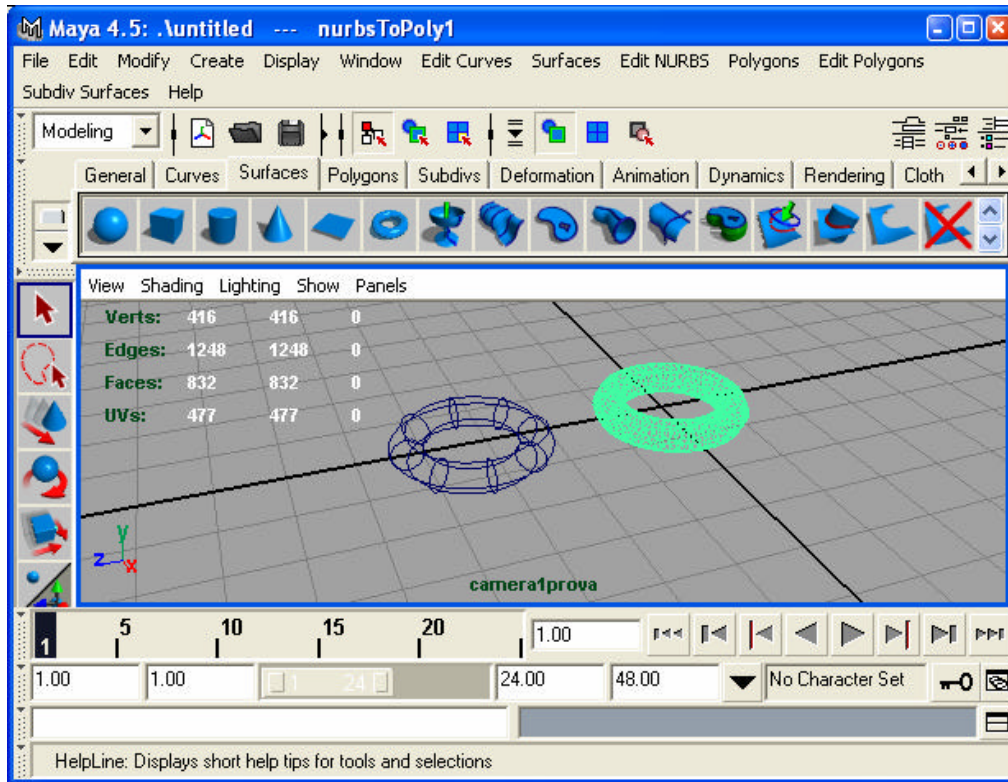 Maya 4.5: .\untitled --- nurbsToPoly1
File Edit Modify Create Display Window Edit Curves Surfaces Edit NURBS Polygons Edit Polygons
Subdiv Surfaces Help
Modeling
General Curves Surfaces Polygons Subdivs Deformation Animation Dynamics Rendering Cloth
View Shading Lighting Show Panels
Verts: 416 416 0
Edges: 1248 1248 0
Faces: 832 832 0
UVs: 477 477 0
y
z x
camera1prova
1 5 10 15 20 1.00
1.00 1.00 1 24 24.00 48.00 No Character Set
HelpLine: Displays short help tips for tools and selections